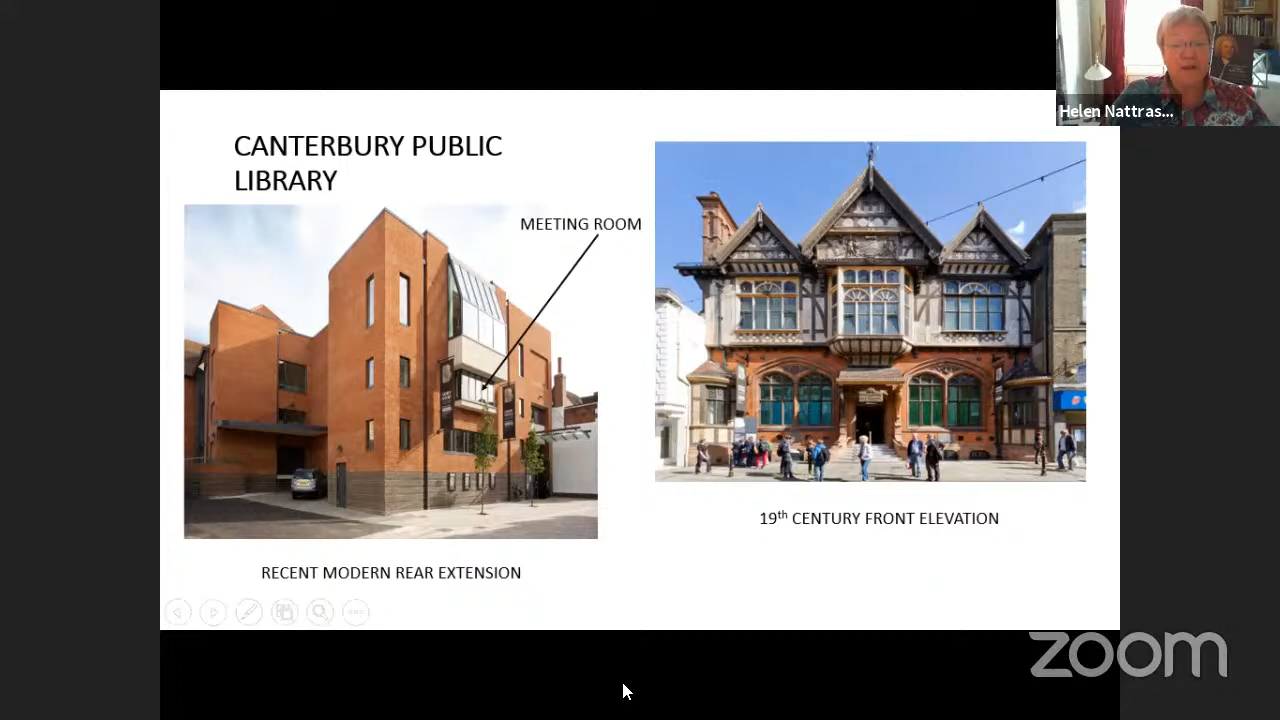 Helen Nattras...
CANTERBURY PUBLIC
LIBRARY
MEETING ROOM
19th CENTURY FRONT ELEVATION
RECENT MODERN REAR EXTENSION
zoom